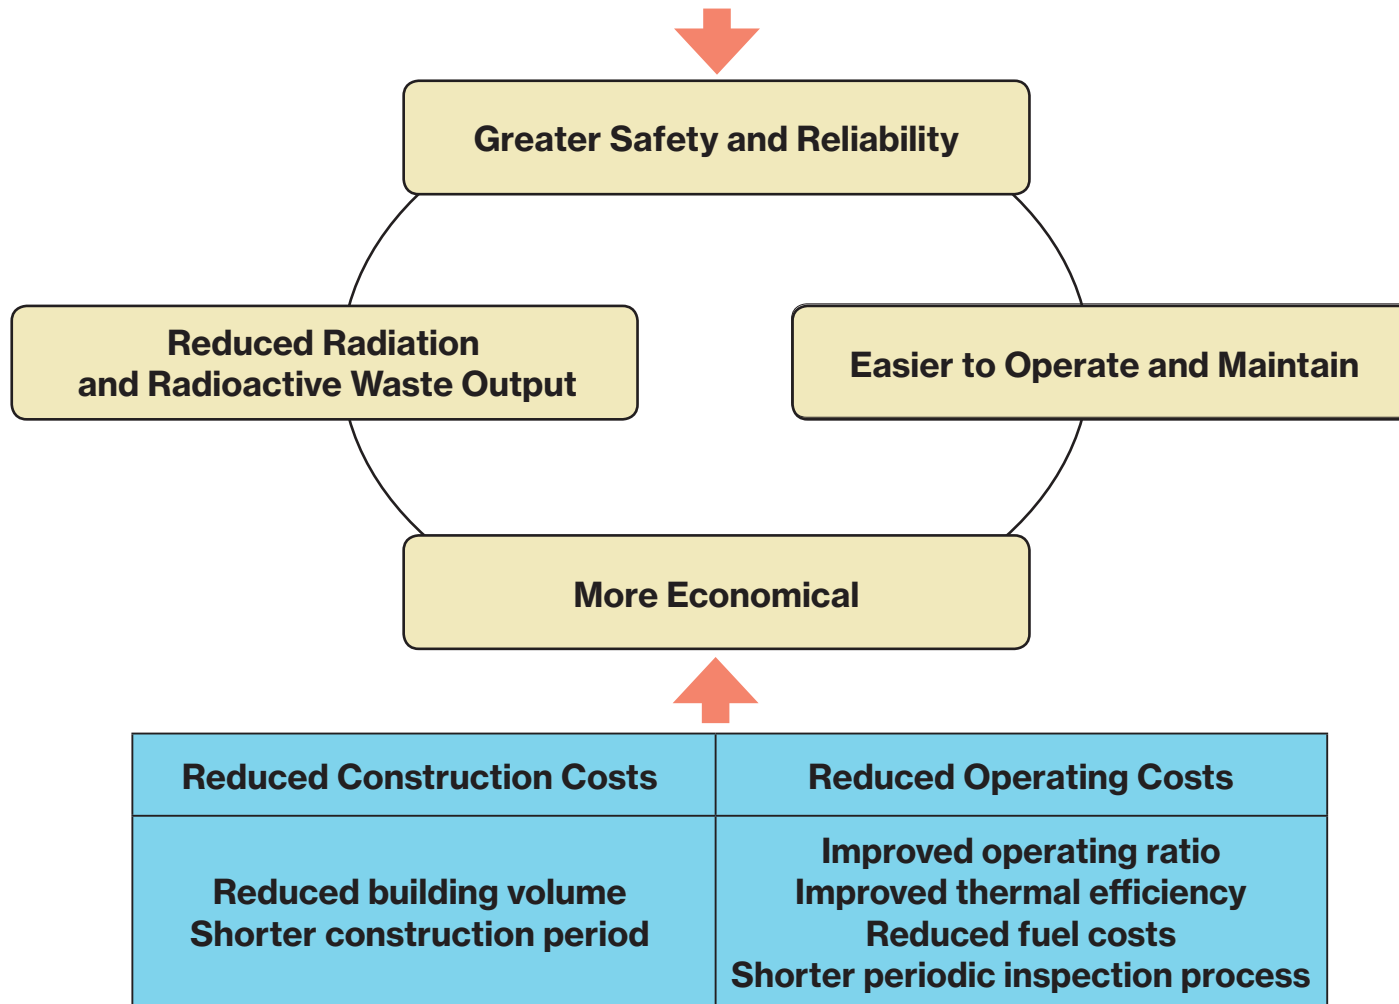 Greater Safety and Reliability
Reduced Radiation
and Radioactive Waste Output
Easier to Operate and Maintain
More Economical
Reduced Construction Costs
Reduced Operating Costs
Reduced building volume
Shorter construction period
Improved operating ratio
Improved thermal efficiency
Reduced fuel costs
Shorter periodic inspection process